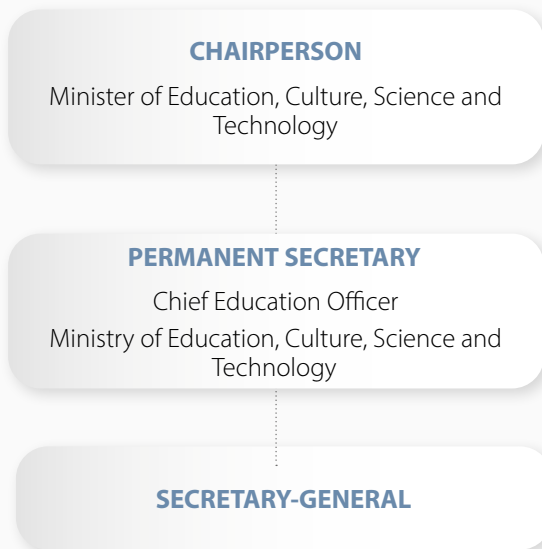 CHAIRPERSON
Minister of Education, Culture, Science and
Technology
PERMANENT SECRETARY
Chief Education Officer
Ministry of Education, Culture, Science and
Technology
SECRETARY-GENERAL